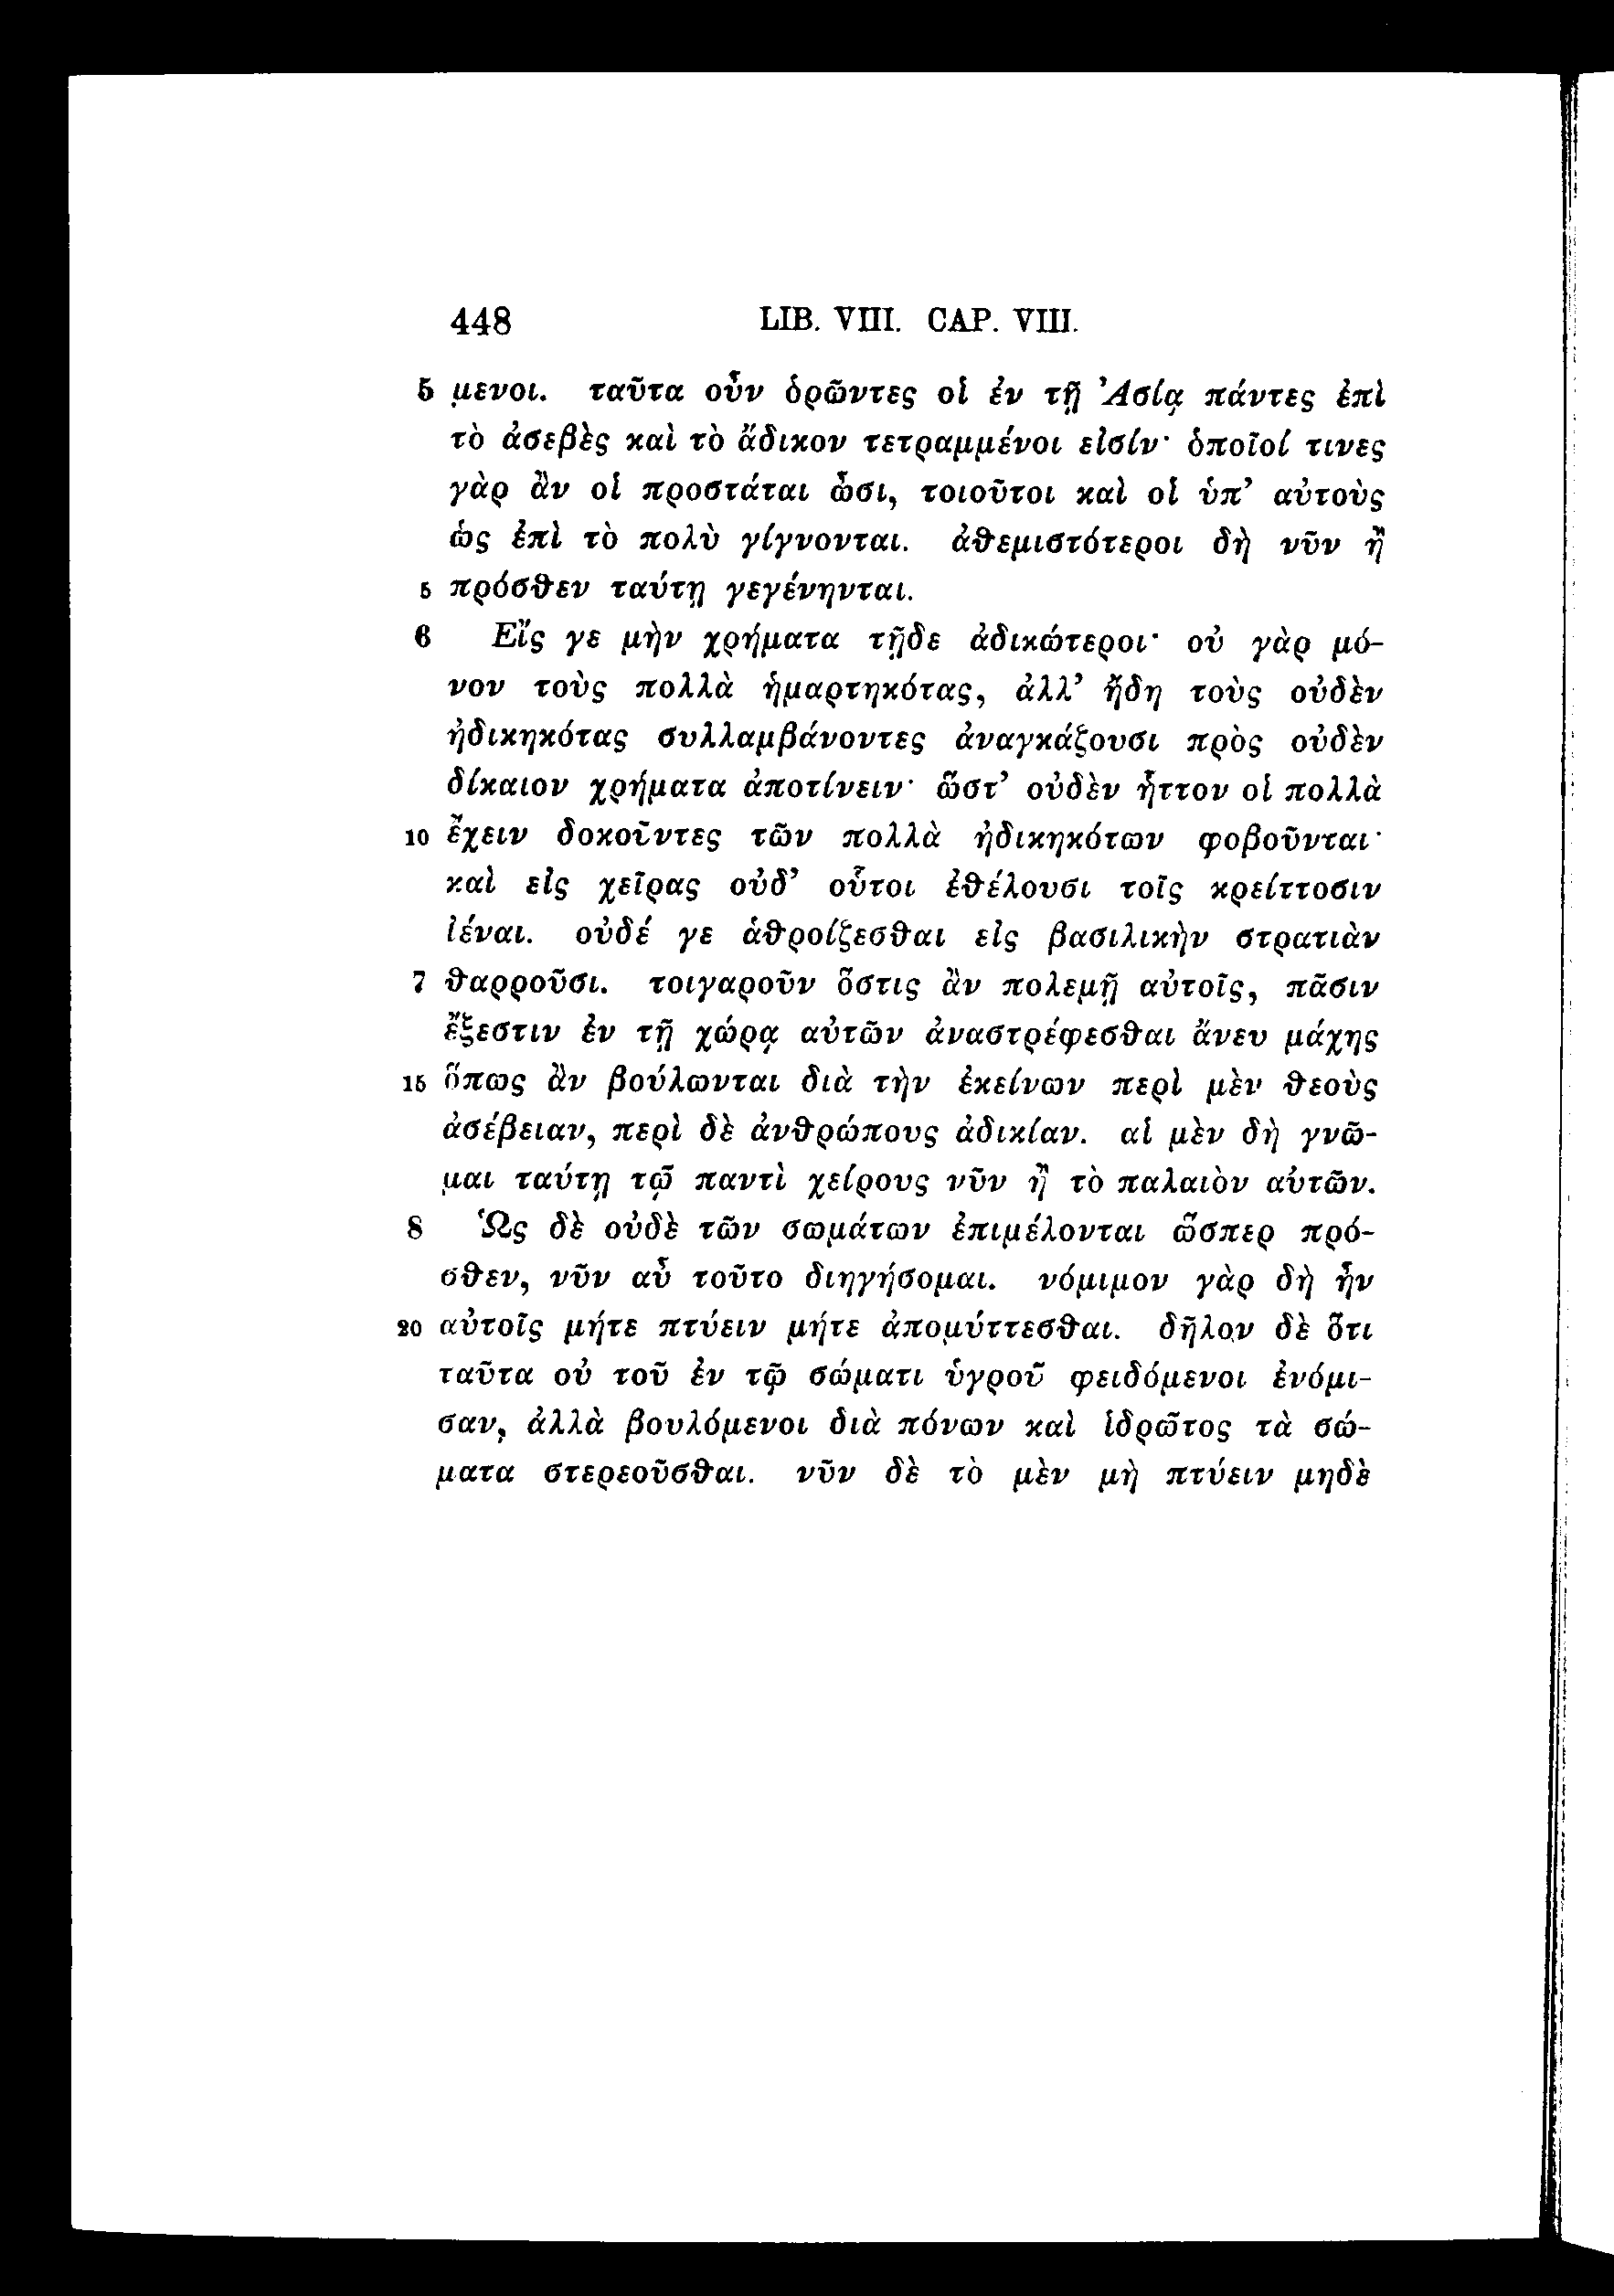 448 LIB. VIII. CAP. VIII.
5 μενοι. ταῦτα οὖν ὁρῶντες οἱ ἐν τῇ Ἀσίᾳ πάντες ἐπὶ
τὸ ἀσεβὲς καὶ τὸ ἄδικον τετραμμένοι εἰσίν· ὁποῖοί τινες
γὰρ ἂν οἱ προστάται ὦσι, τοιοῦτοι καὶ οἱ ὑπ’ αὐτοὺς
ὡς ἐπὶ τὸ πολὺ γίγνονται. ἀθεμιστότεροι δὴ νῦν ἢ
5 πρόσθεν ταύτῃ γεγένηνται.
6 Εἴς γε μὴν χρήματα τῇδε ἀδικώτεροι· οὐ γὰρ μό-
νον τοὺς πολλὰ ἡμαρτηκότας, ἀλλ’ ἤδη τοὺς οὐδὲν
ἠδικηκότας συλλαμβάνοντες ἀναγκάζουσι πρὸς οὐδὲν
δίκαιον χρήματα ἀποτίνειν· ὥστ’ οὐδὲν ἧττον οἱ πολλὰ
10 ἔχειν δοκοῦντες τῶν πολλὰ ἠδικηκότων φοβοῦνται·
καὶ εἰς χεῖρας οὐδ’ οὗτοι ἐθέλουσι τοῖς κρείττοσιν
ἰέναι. οὐδέ γε ἁθροίζεσθαι εἰς βασιλικὴν στρατιὰν
7 θαρροῦσι. τοιγαροῦν ὅστις ἂν πολεμῇ αὐτοῖς, πᾶσιν
ἔξεστιν ἐν τῇ χώρᾳ αὐτῶν ἀναστρέφεσθαι ἄνευ μάχης
15 ὅπως ἂν βούλωνται διὰ τὴν ἐκείνων περὶ μὲν θεοὺς
ἀσέβειαν, περὶ δὲ ἀνθρώπους ἀδικίαν. αἱ μὲν δὴ γνῶ-
μαι ταύτῃ τῷ παντὶ χείρους νῦν ἢ τὸ παλαιὸν αὐτῶν.
8 Ὡς δὲ οὐδὲ τῶν σωμάτων ἐπιμέλονται ὥσπερ πρό-
σθεν, νῦν αὖ τοῦτο διηγήσομαι. νόμιμον γὰρ δὴ ἦν
20 αὐτοῖς μήτε πτύειν μήτε ἀπομύττεσθαι. δῆλον δὲ ὅτι
ταῦτα οὐ τοῦ ἐν τῷ σώματι ὑγροῦ φειδόμενοι ἐνόμι-
σαν, ἀλλὰ βουλόμενοι διὰ πόνων καὶ ἱδρῶτος τὰ σώ-
ματα στερεοῦσθαι. νῦν δὲ τὸ μὲν μὴ πτύειν μηδὲ